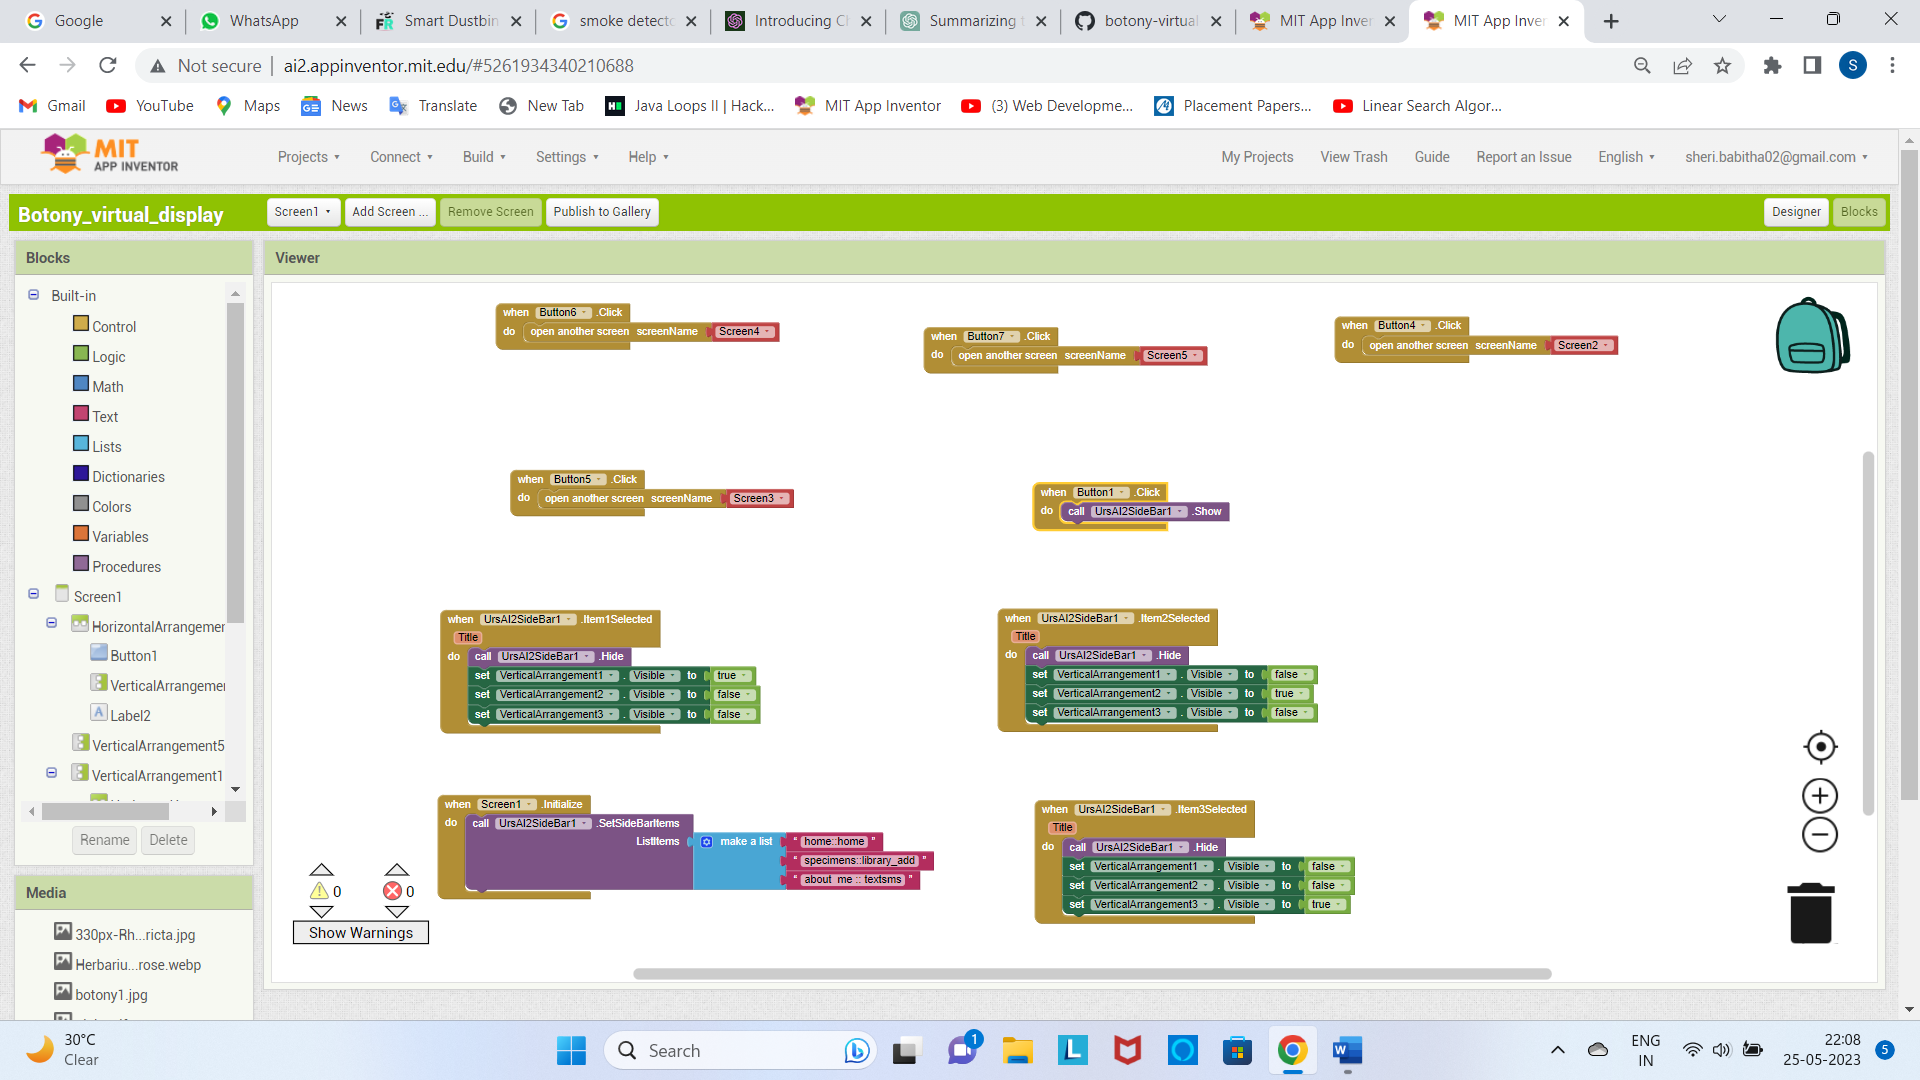 Google
WhatsApp
Smart Dustbin
smoke detecto
Introducing Ch
Summarizing t
botony-virtual
MIT App Inven
MIT App Inven
Not secure
ai2.appinventor.mit.edu/#5261934340210688
S
Gmail
YouTube
Maps
News
Translate
New Tab
Java Loops II | Hack...
MIT App Inventor
(3) Web Developme...
Placement Papers...
Linear Search Algor...
MIT
APP INVENTOR
Projects
Connect
Build
Settings
Help
My Projects
View Trash
Guide
Report an Issue
English
sheri.babitha02@gmail.com
Botony_virtual_display
Screen1
Add Screen ...
Remove Screen
Publish to Gallery
Designer
Blocks
Blocks
Built-in
Control
Logic
Math
Text
Lists
Dictionaries
Colors
Variables
Procedures
Screen1
HorizontalArrangemen
Button1
VerticalArrangemen
Label2
VerticalArrangement5
VerticalArrangement1
Rename
Delete
Media
330px-Rh...ricta.jpg
Herbariu...rose.webp
botony1.jpg
Viewer
when Button6 .Click
do open another screen screenName Screen4
when Button7 .Click
do open another screen screenName Screen5
when Button4 .Click
do open another screen screenName Screen2
when Button5 .Click
do open another screen screenName Screen3
when Button1 .Click
do call UrsAI2SideBar1 .Show
when UrsAI2SideBar1 .Item1Selected
Title
do call UrsAI2SideBar1 .Hide
set VerticalArrangement1 . Visible to true
set VerticalArrangement2 . Visible to false
set VerticalArrangement3 . Visible to false
when UrsAI2SideBar1 .Item2Selected
Title
do call UrsAI2SideBar1 .Hide
set VerticalArrangement1 . Visible to false
set VerticalArrangement2 . Visible to true
set VerticalArrangement3 . Visible to false
when Screen1 .Initialize
do call UrsAI2SideBar1 .SetSideBarItems
ListItems make a list " home::home "
" specimens::library_add "
" about me :: textsms "
when UrsAI2SideBar1 .Item3Selected
Title
do call UrsAI2SideBar1 .Hide
set VerticalArrangement1 . Visible to false
set VerticalArrangement2 . Visible to false
set VerticalArrangement3 . Visible to true
0
0
Show Warnings
30°C
Clear
Search
1
ENG
IN
22:08
25-05-2023
5